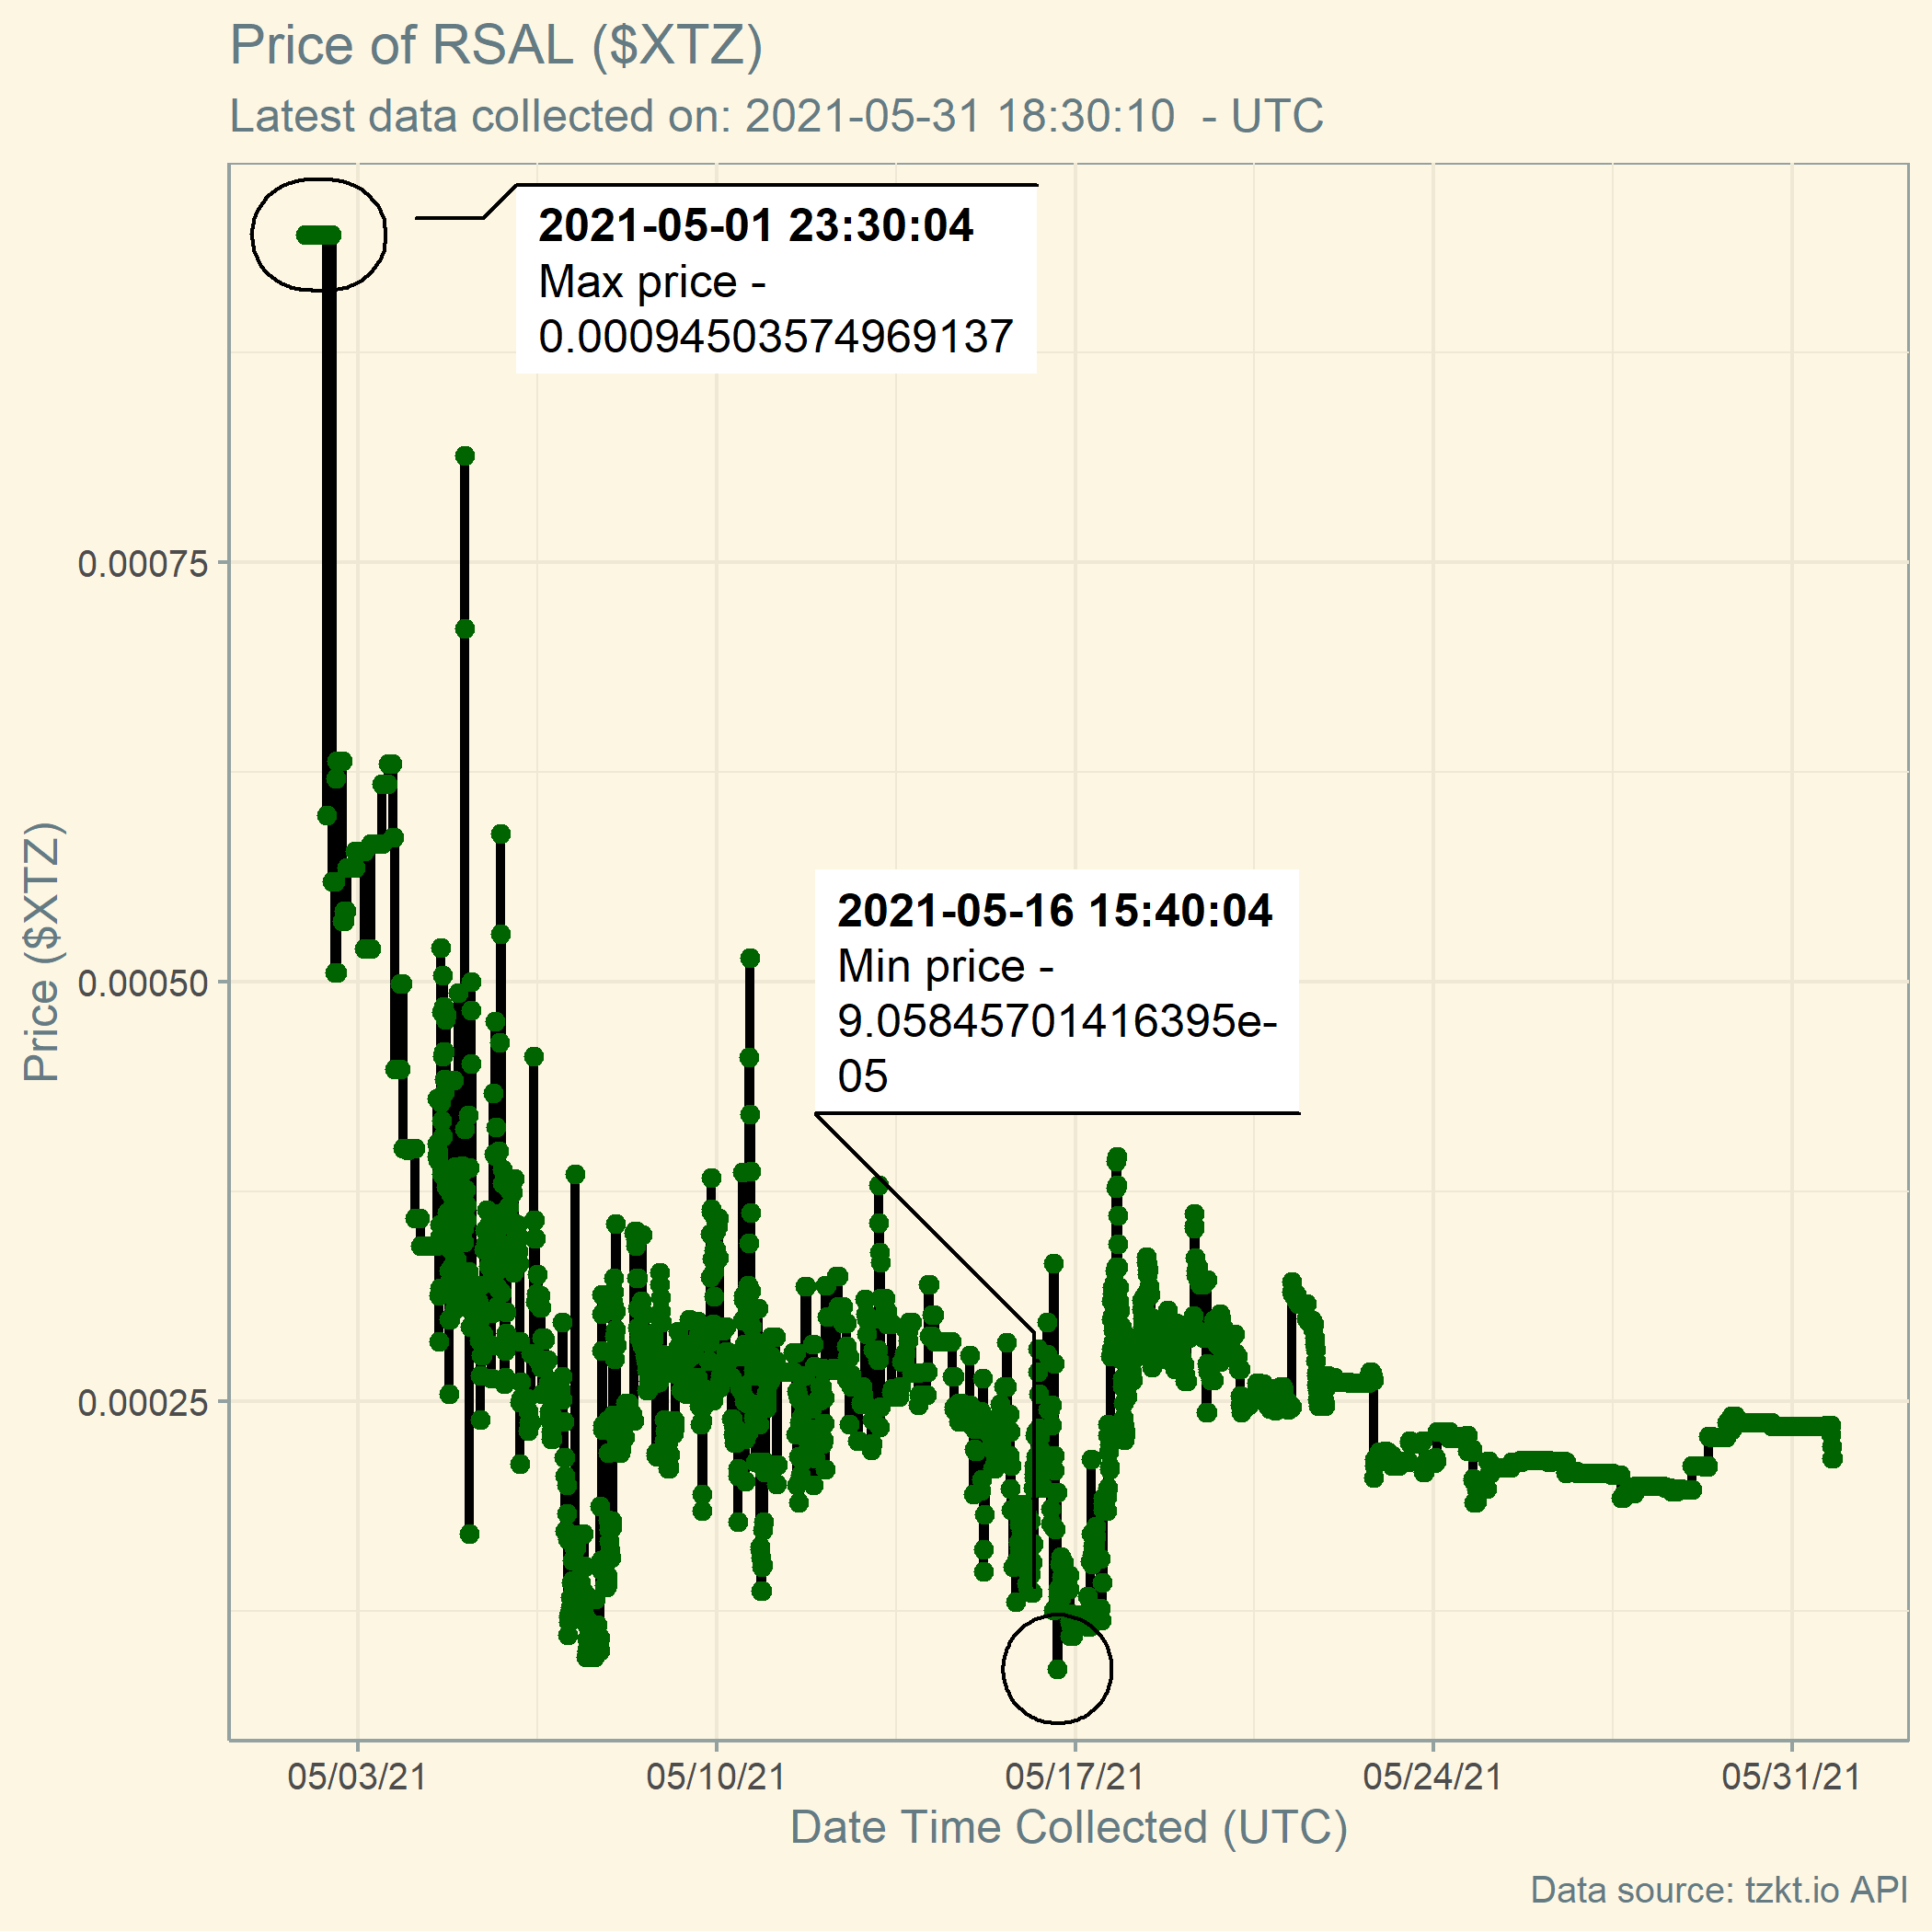 Price of RSAL ($XTZ)
Latest data collected on: 2021-05-31 18:30:10  - UTC
2021-05-01 23:30:04
Max price -
0.000945035749​69137
0.00075
2021-05-16 15:40:04
Min price -
9.05845701416395e-
05
0.00050
0.00025
Price ($XTZ)
05/03/21
05/10/21
05/17/21
05/24/21
05/31/21
Date Time Collected (UTC)
Data source: tzkt.io API